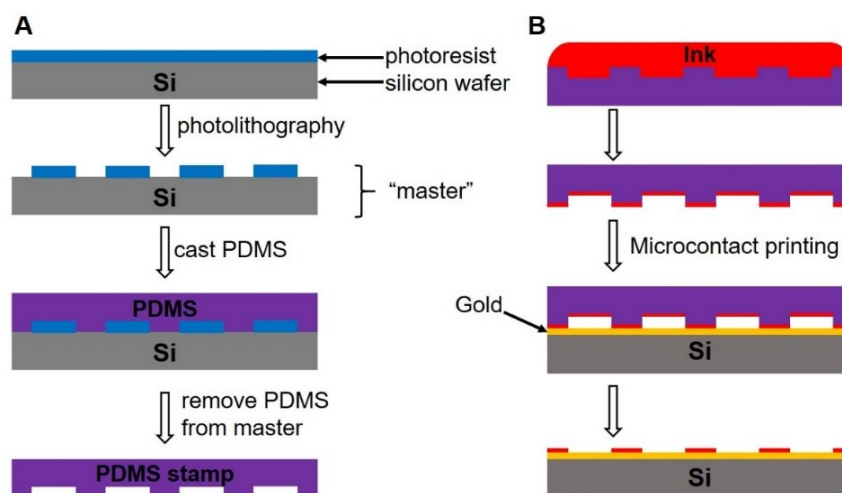 A
photoresist
Si
silicon wafer
photolithography
Si
“master”
cast PDMS
PDMS
Si
remove PDMS
from master
PDMS stamp
B
Ink
Microcontact printing
Gold
Si
Si